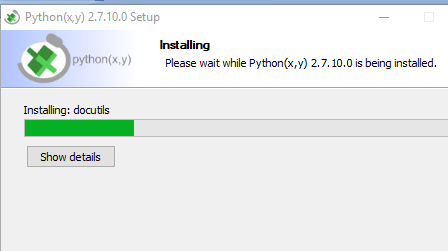 Python(x,y) 2.7.10.0 Setup
python(x,y)
Installing
Please wait while Python(x,y) 2.7.10.0 is being installed.
Installing: docutils
Show details